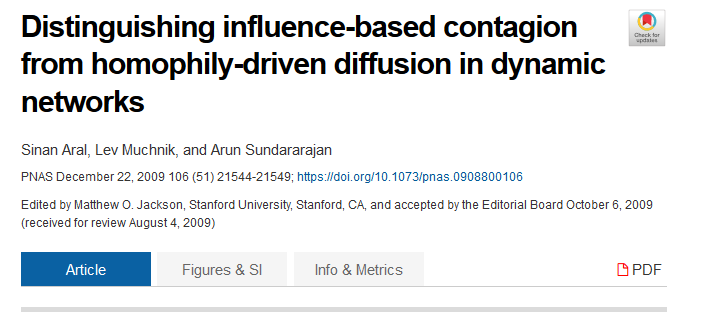 Distinguishing influence-based contagion
from homophily-driven diffusion in dynamic
networks
Check for
updates
Sinan Aral, Lev Muchnik, and Arun Sundararajan
PNAS December 22, 2009 106 (51) 21544-21549; https://doi.org/10.1073/pnas.0908800106
Edited by Matthew O. Jackson, Stanford University, Stanford, CA, and accepted by the Editorial Board October 6, 2009
(received for review August 4, 2009)
Article
Figures & SI
Info & Metrics
PDF